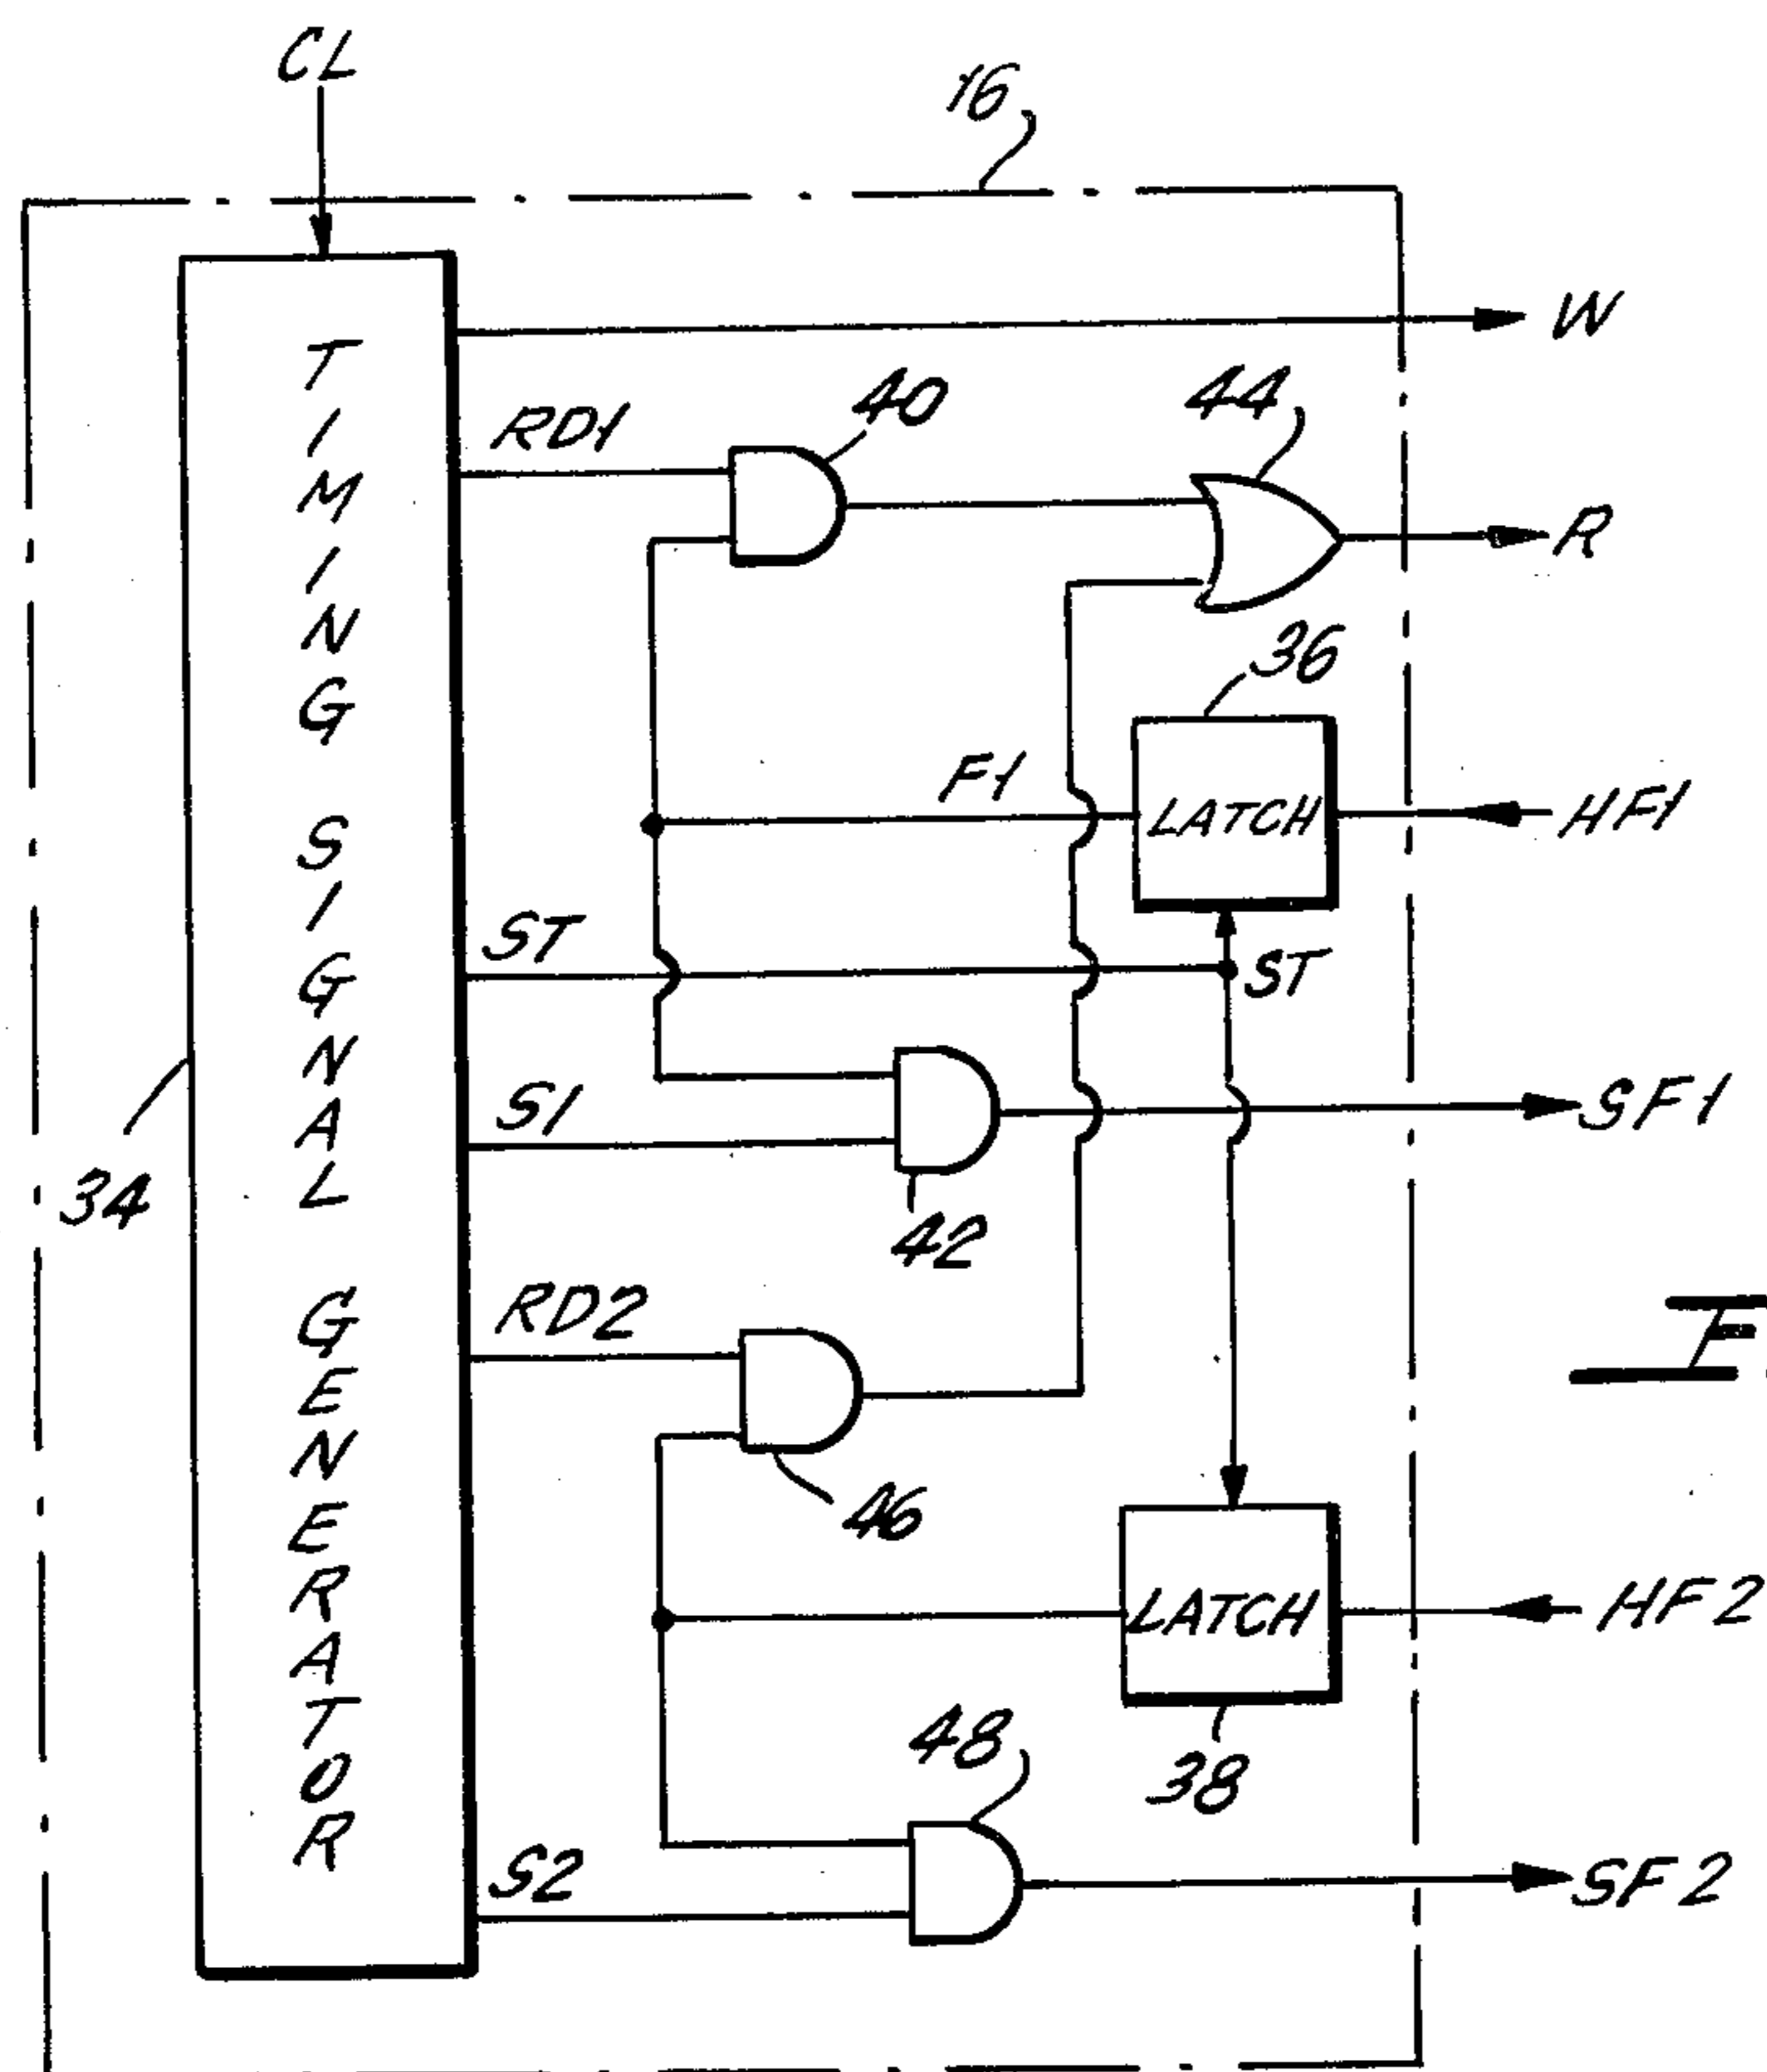 CL
16
W
RD1
40
44
R
36
F1
LATCH
HF1
ST
ST
S1
SF1
34
42
RD2
46
LATCH
HF2
48
38
S2
SF2
TIMING SIGNAL GENERATOR
F